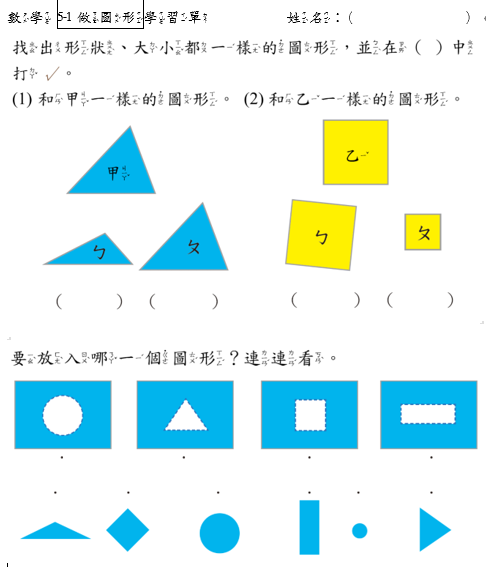 數學 5-1 做圖形學習單 姓名：（ ）
找出形狀、大小都一樣的圖形，並在（ ）中
打✓。
(1) 和甲一樣的圖形。 (2) 和乙一樣的圖形。
甲
乙
ㄅ
ㄆ
ㄅ
ㄆ
（ ） （ ） （ ） （ ）
要放入哪一個圖形？連連看。